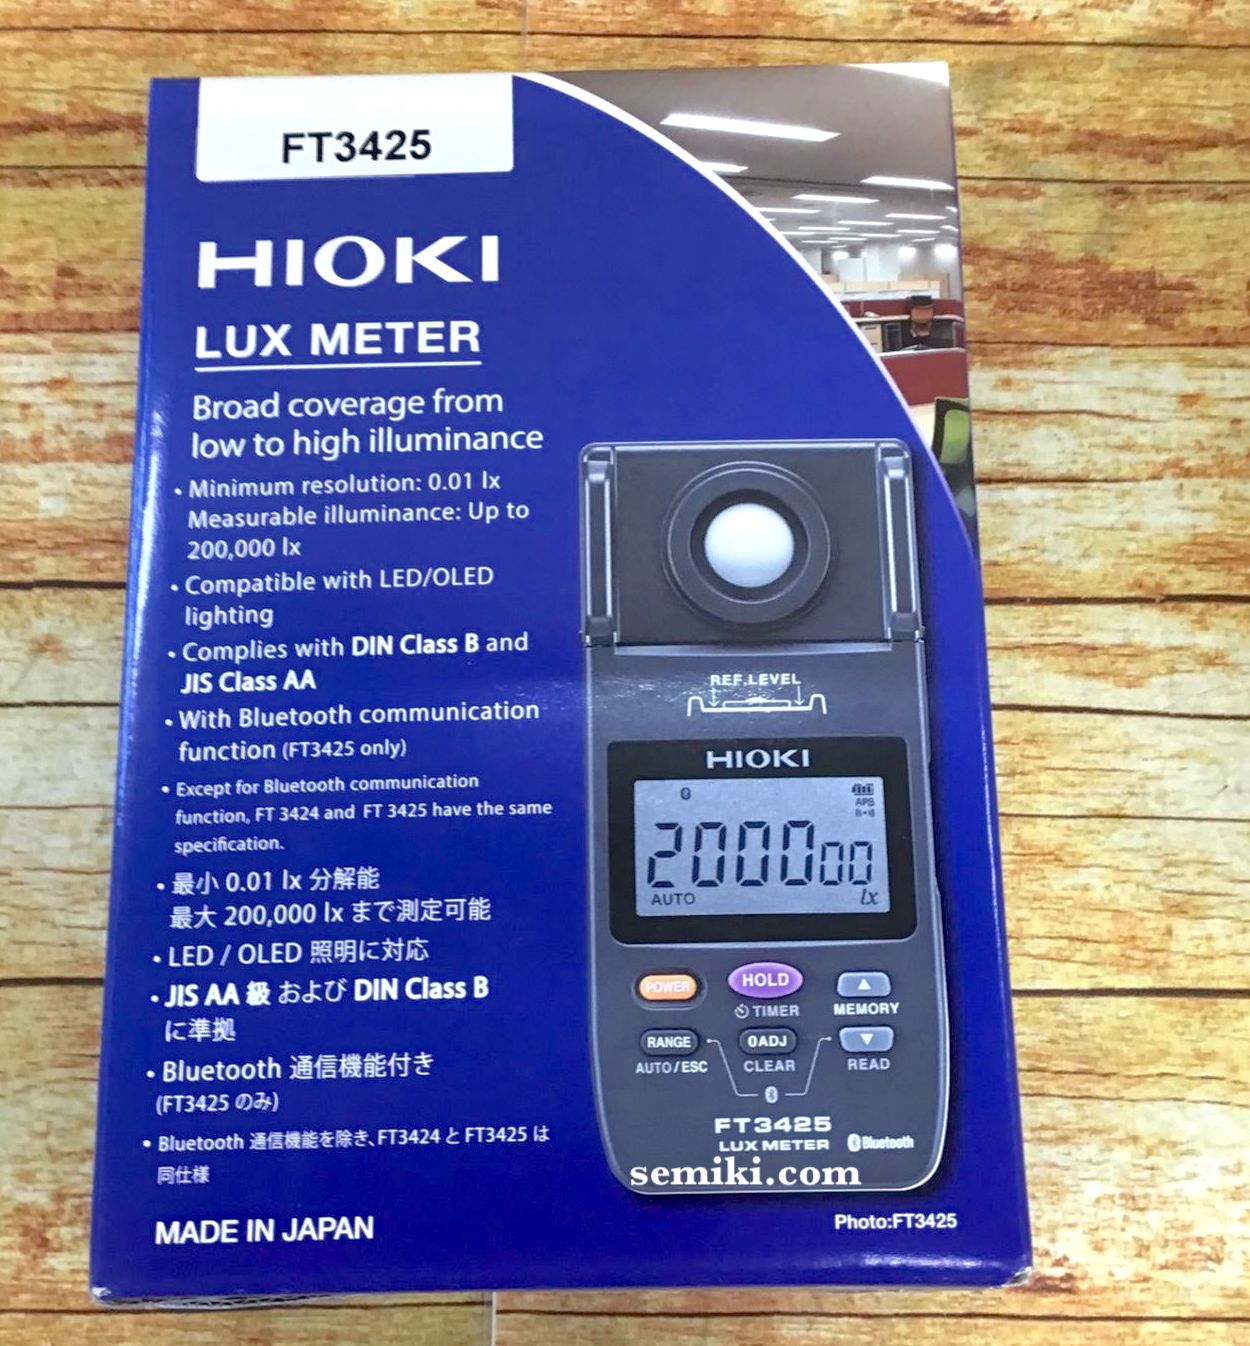 FT3425
HIOKI
LUX METER
Broad coverage from
low to high illuminance
• Minimum resolution: 0.01 lx
Measurable illuminance: Up to
200,000 lx
• Compatible with LED/OLED
lighting
• Complies with DIN Class B and
JIS Class AA
• With Bluetooth communication
function (FT3425 only)
• Except for Bluetooth communication
function, FT 3424 and FT 3425 have the same
specification.
• 最小 0.01 lx 分解能
最大 200,000 lx まで測定可能
• LED / OLED 照明に対応
• JIS AA 級 および DIN Class B
に準拠
• Bluetooth 通信機能付き
(FT3425 のみ)
• Bluetooth 通信機能を除き、FT3424 と FT3425 は
同仕様
MADE IN JAPAN
REF.LEVEL
HIOKI
APS
200000
AUTO lx
POWER HOLD
TIMER MEMORY
RANGE 0ADJ
AUTO/ESC CLEAR READ
FT3425
LUX METER Bluetooth
semiki.com
Photo:FT3425